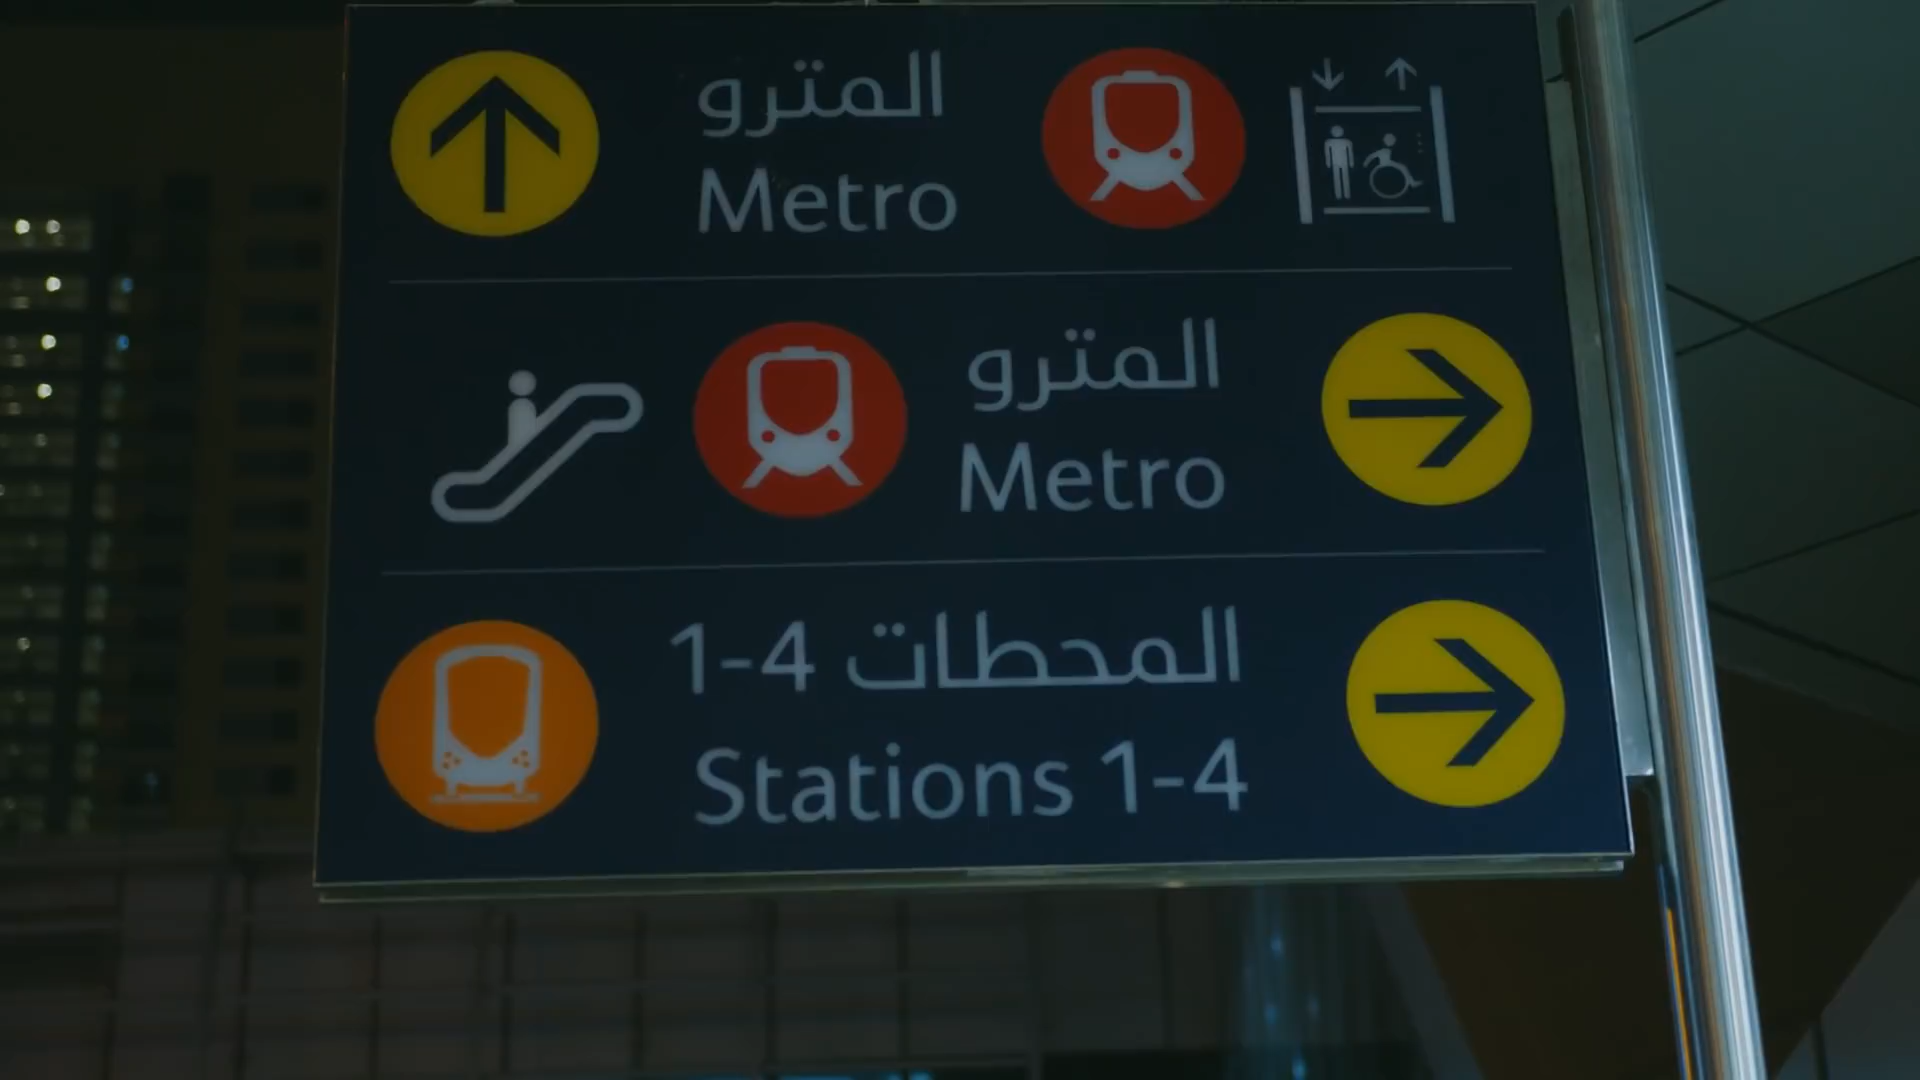 المترو
Metro
المترو
Metro
المحطات 1-4
Stations 1-4